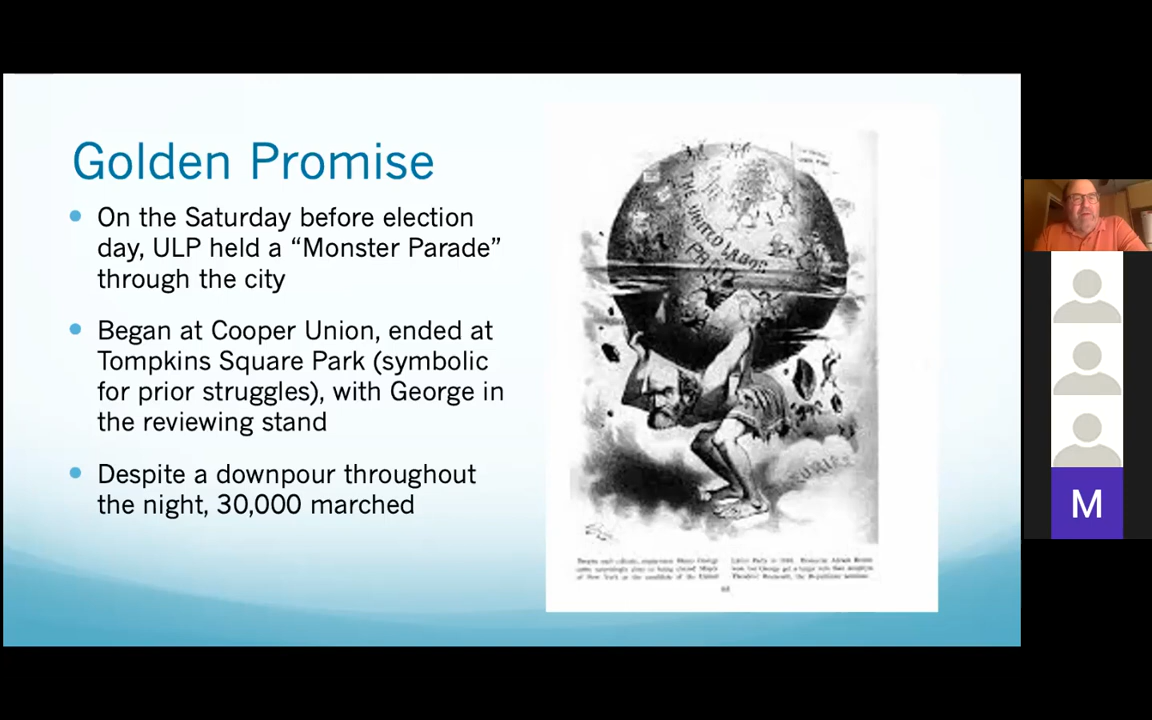 Golden Promise
On the Saturday before election
day, ULP held a “Monster Parade”
through the city
Began at Cooper Union, ended at
Tompkins Square Park (symbolic
for prior struggles), with George in
the reviewing stand
Despite a downpour throughout
the night, 30,000 marched
THE UNITED LABOR
PARTY
M